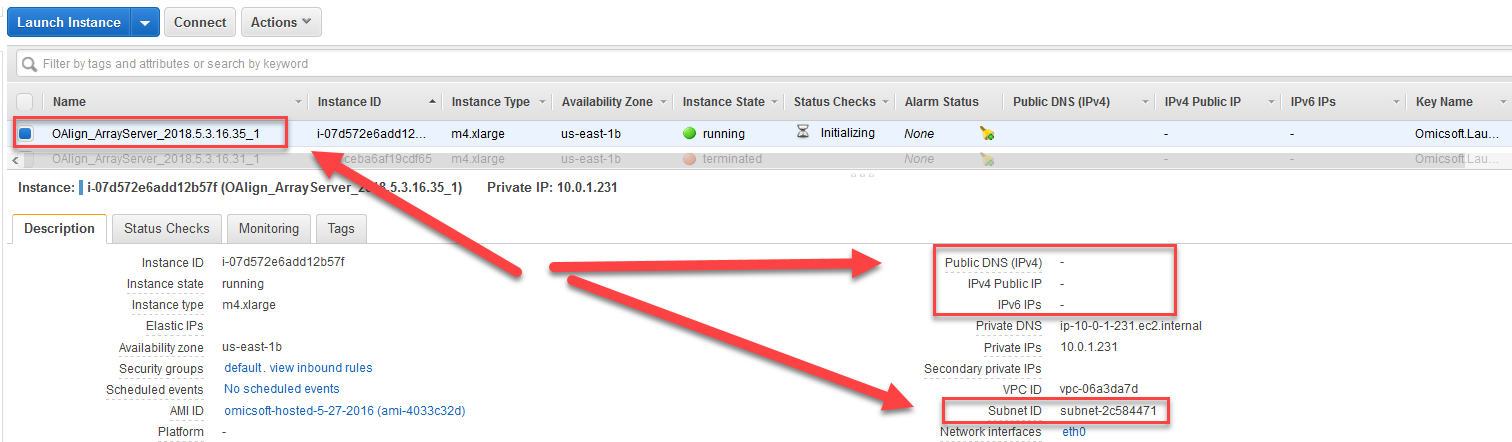 Launch Instance Connect Actions
Filter by tags and attributes or search by keyword
Name Instance ID Instance Type Availability Zone Instance State Status Checks Alarm Status Public DNS (IPv4) IPv4 Public IP IPv6 IPs Key Name
OAlign_ArrayServer_2018.5.3.16.35_1 i-07d572e6add12... m4.xlarge us-east-1b running Initializing None - - Omicsoft.Lau...
OAlign_ArrayServer_2018.5.3.16.31_1 ceba6af19cdf65 m4.xlarge us-east-1b terminated None - - Omicsoft.Lau...
Instance: i-07d572e6add12b57f (OAlign_ArrayServer_2018.5.3.16.35_1) Private IP: 10.0.1.231
Description Status Checks Monitoring Tags
Instance ID i-07d572e6add12b57f Public DNS (IPv4) -
Instance state running IPv4 Public IP -
Instance type m4.xlarge IPv6 IPs -
Elastic IPs Private DNS ip-10-0-1-231.ec2.internal
Availability zone us-east-1b Private IPs 10.0.1.231
Security groups default. view inbound rules Secondary private IPs
Scheduled events No scheduled events VPC ID vpc-06a3da7d
AMI ID omicsoft-hosted-5-27-2016 (ami-4033c32d) Subnet ID subnet-2c584471
Platform - Network interfaces eth0